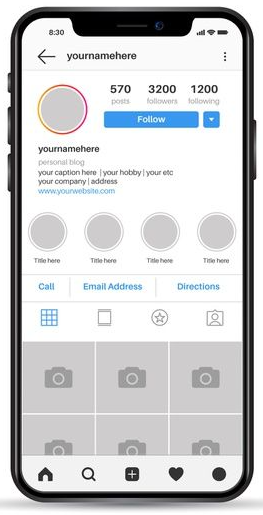 8:30
yournamehere
570 3200 1200
posts followers following
Follow
yournamehere
personal blog
your caption here | your hobby | your etc
your company | address
www.yourwebsite.com
Title here Title here Title here Title here
Call Email Address Directions